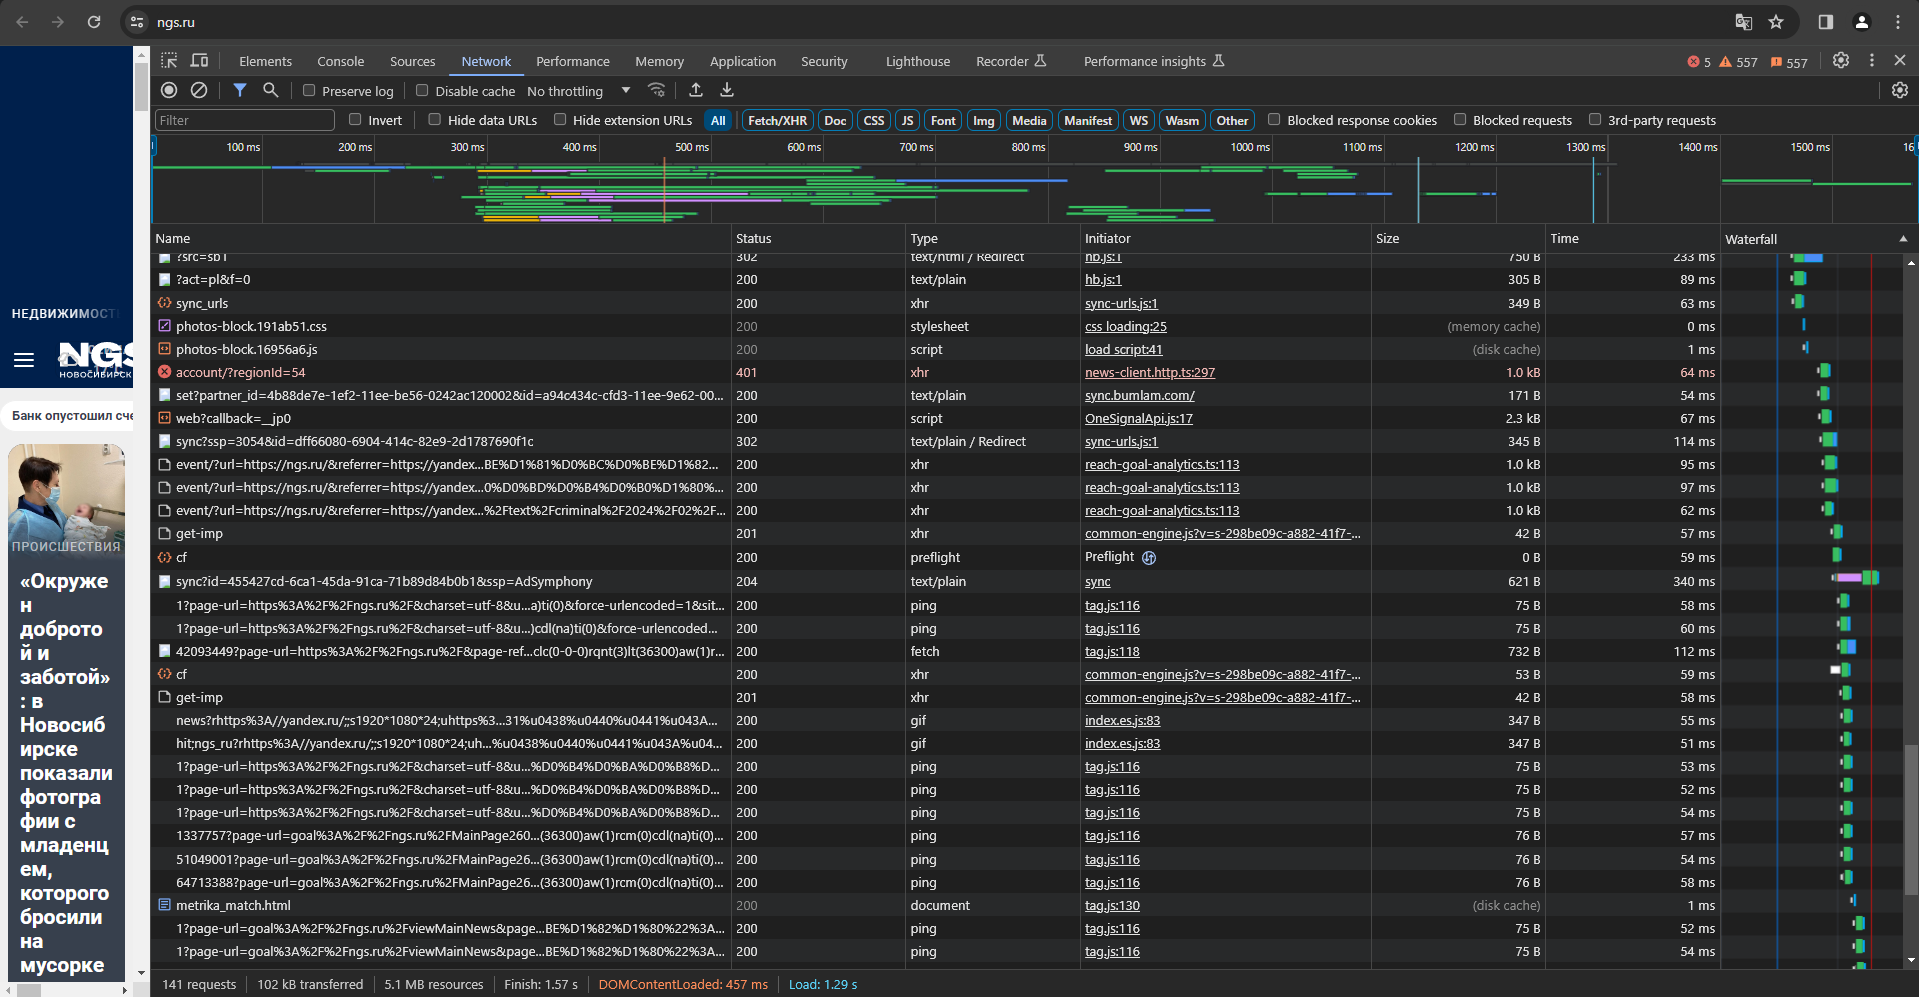 ngs.ru
Elements Console Sources Network Performance Memory Application Security Lighthouse Recorder Performance insights 5 557 557
Preserve log Disable cache No throttling
Filter Invert Hide data URLs Hide extension URLs All Fetch/XHR Doc CSS JS Font Img Media Manifest WS Wasm Other Blocked response cookies Blocked requests 3rd-party requests
100 ms 200 ms 300 ms 400 ms 500 ms 600 ms 700 ms 800 ms 900 ms 1000 ms 1100 ms 1200 ms 1300 ms 1400 ms 1500 ms 16
Name Status Type Initiator Size Time Waterfall
?src=sb1 302 text/html / Redirect hb.js:1 750 B 233 ms
?act=pl&f=0 200 text/plain hb.js:1 305 B 89 ms
sync_urls 200 xhr sync-urls.js:1 349 B 63 ms
photos-block.191ab51.css 200 stylesheet css loading:25 (memory cache) 0 ms
photos-block.16956a6.js 200 script load script:41 (disk cache) 1 ms
account/?regionId=54 401 xhr news-client.http.ts:297 1.0 kB 64 ms
set?partner_id=4b88de7e-1ef2-11ee-be56-0242ac120002&id=a94c434c-cfd3-11ee-9e62-00... 200 text/plain sync.bumlam.com/ 171 B 54 ms
web?callback=__jp0 200 script OneSignalApi.js:17 2.3 kB 67 ms
sync?ssp=30548&id=dff66080-6904-414c-82e9-2d1787690f1c 302 text/plain / Redirect sync-urls.js:1 345 B 114 ms
event/?url=https://ngs.ru/&referrer=https://yandex...BE%D1%81%D0%BC%D0%BE%D1%82... 200 xhr reach-goal-analytics.ts:113 1.0 kB 95 ms
event/?url=https://ngs.ru/&referrer=https://yandex...0%D0%BD%D0%B4%D0%B0%D1%80%... 200 xhr reach-goal-analytics.ts:113 1.0 kB 97 ms
event/?url=https://ngs.ru/&referrer=https://yandex...%2Ftext%2Fcriminal%2F2024%2F02%2F... 200 xhr reach-goal-analytics.ts:113 1.0 kB 62 ms
get-imp 201 xhr common-engine.js?v=s-298be09c-a882-41f7-... 42 B 57 ms
cf 200 preflight Preflight 0 B 59 ms
sync?id=455427cd-6ca1-45da-91ca-71b89d84b0b1&ssp=AdSymphony 204 text/plain sync 621 B 340 ms
1?page-url=https%3A%2F%2Fngs.ru%2F&charset=utf-8&u...a)ti(0)&force-urlencoded=1&sit... 200 ping tag.js:116 75 B 58 ms
1?page-url=https%3A%2F%2Fngs.ru%2F&charset=utf-8&u...)cdl(na)ti(0)&force-urlencoded... 200 ping tag.js:116 75 B 60 ms
42093449?page-url=https%3A%2F%2Fngs.ru%2F&page-ref...clc(0-0-0)rqnt(3)lt(36300)aw(1)r... 200 fetch tag.js:118 732 B 112 ms
cf 200 xhr common-engine.js?v=s-298be09c-a882-41f7-... 53 B 59 ms
get-imp 201 xhr common-engine.js?v=s-298be09c-a882-41f7-... 42 B 58 ms
news?rhttps%3A//yandex.ru/;;s1920*1080*24;uhttps%3...31%u0438%u0440%u0441%u043A... 200 gif index.es.js:83 347 B 55 ms
hit;ngs_ru?rhttps%3A//yandex.ru/;;s1920*1080*24;uh...%u0438%u0440%u0441%u043A%u04... 200 gif index.es.js:83 347 B 51 ms
1?page-url=https%3A%2F%2Fngs.ru%2F&charset=utf-8&u...%D0%B4%D0%BA%D0%B8%D... 200 ping tag.js:116 75 B 53 ms
1?page-url=https%3A%2F%2Fngs.ru%2F&charset=utf-8&u...%D0%B4%D0%BA%D0%B8%D... 200 ping tag.js:116 75 B 52 ms
1?page-url=https%3A%2F%2Fngs.ru%2F&charset=utf-8&u...%D0%B4%D0%BA%D0%B8%D... 200 ping tag.js:116 75 B 54 ms
1337757?page-url=goal%3A%2F%2Fngs.ru%2FMainPage260...(36300)aw(1)rcm(0)cdl(na)ti(0)... 200 ping tag.js:116 76 B 57 ms
51049001?page-url=goal%3A%2F%2Fngs.ru%2FMainPage26...(36300)aw(1)rcm(0)cdl(na)ti(0)... 200 ping tag.js:116 76 B 54 ms
64713388?page-url=goal%3A%2F%2Fngs.ru%2FMainPage26...(36300)aw(1)rcm(0)cdl(na)ti(0)... 200 ping tag.js:116 76 B 58 ms
metrika_match.html 200 document tag.js:130 (disk cache) 1 ms
1?page-url=goal%3A%2F%2Fngs.ru%2FviewMainNews&page...BE%D1%82%D1%80%22%3A... 200 ping tag.js:116 75 B 52 ms
1?page-url=goal%3A%2F%2Fngs.ru%2FviewMainNews&page...BE%D1%82%D1%80%22%3A... 200 ping tag.js:116 75 B 54 ms
141 requests 102 kB transferred 5.1 MB resources Finish: 1.57 s DOMContentLoaded: 457 ms Load: 1.29 s
НЕДВИЖИМОСТЬ
NGS
НОВОСИБИРСК
Банк опустошил сче
ПРОИСШЕСТВИЯ
«Окруже
н
доброто
й и
заботой»
: в
Новосиб
ирске
показали
фотогра
фии с
младенц
ем,
которого
бросили
на
мусорке